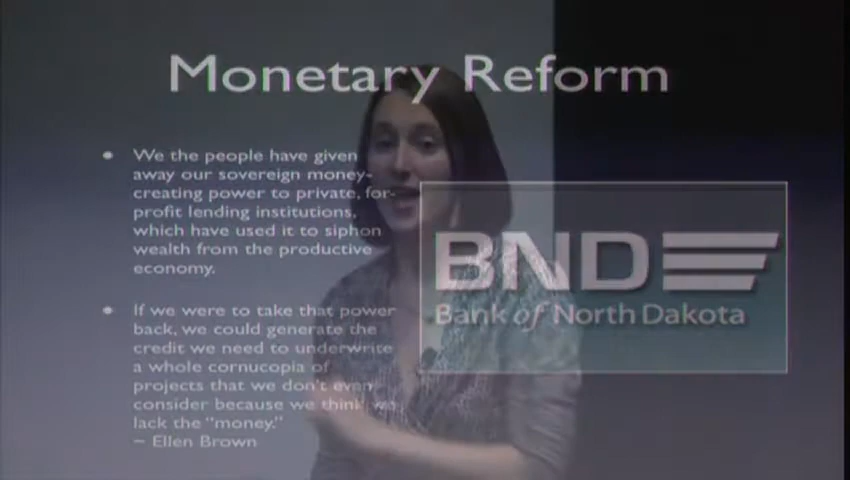 Monetary Reform
We the people have given
away our sovereign money-
creating power to private, for-
profit lending institutions,
which have used it to siphon
wealth from the productive
economy.
If we were to take that power
back, we could generate the
credit we need to underwrite
a whole cornucopia of
projects that we don't even
consider because we think we
lack the "money."
– Ellen Brown
BND
Bank of North Dakota